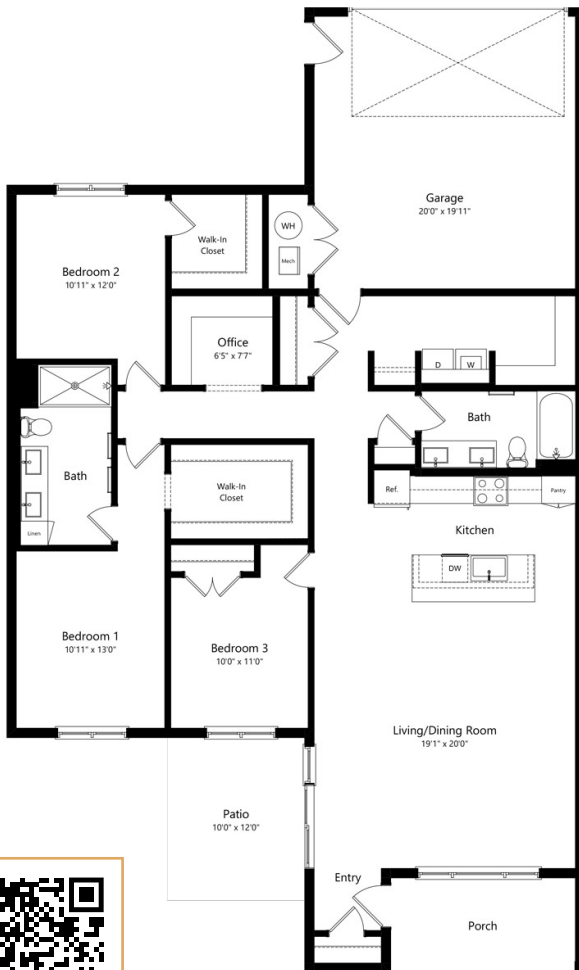 Garage
20'0" x 19'11"
WH
Mech
Walk-In
Closet
Bedroom 2
10'11" x 12'0"
Office
6'5" x 7'7"
D
W
Bath
Bath
Linen
Walk-In
Closet
Ref.
Pantry
Kitchen
DW
Bedroom 1
10'11" x 13'0"
Bedroom 3
10'0" x 11'0"
Living/Dining Room
19'1" x 20'0"
Patio
10'0" x 12'0"
Entry
Porch